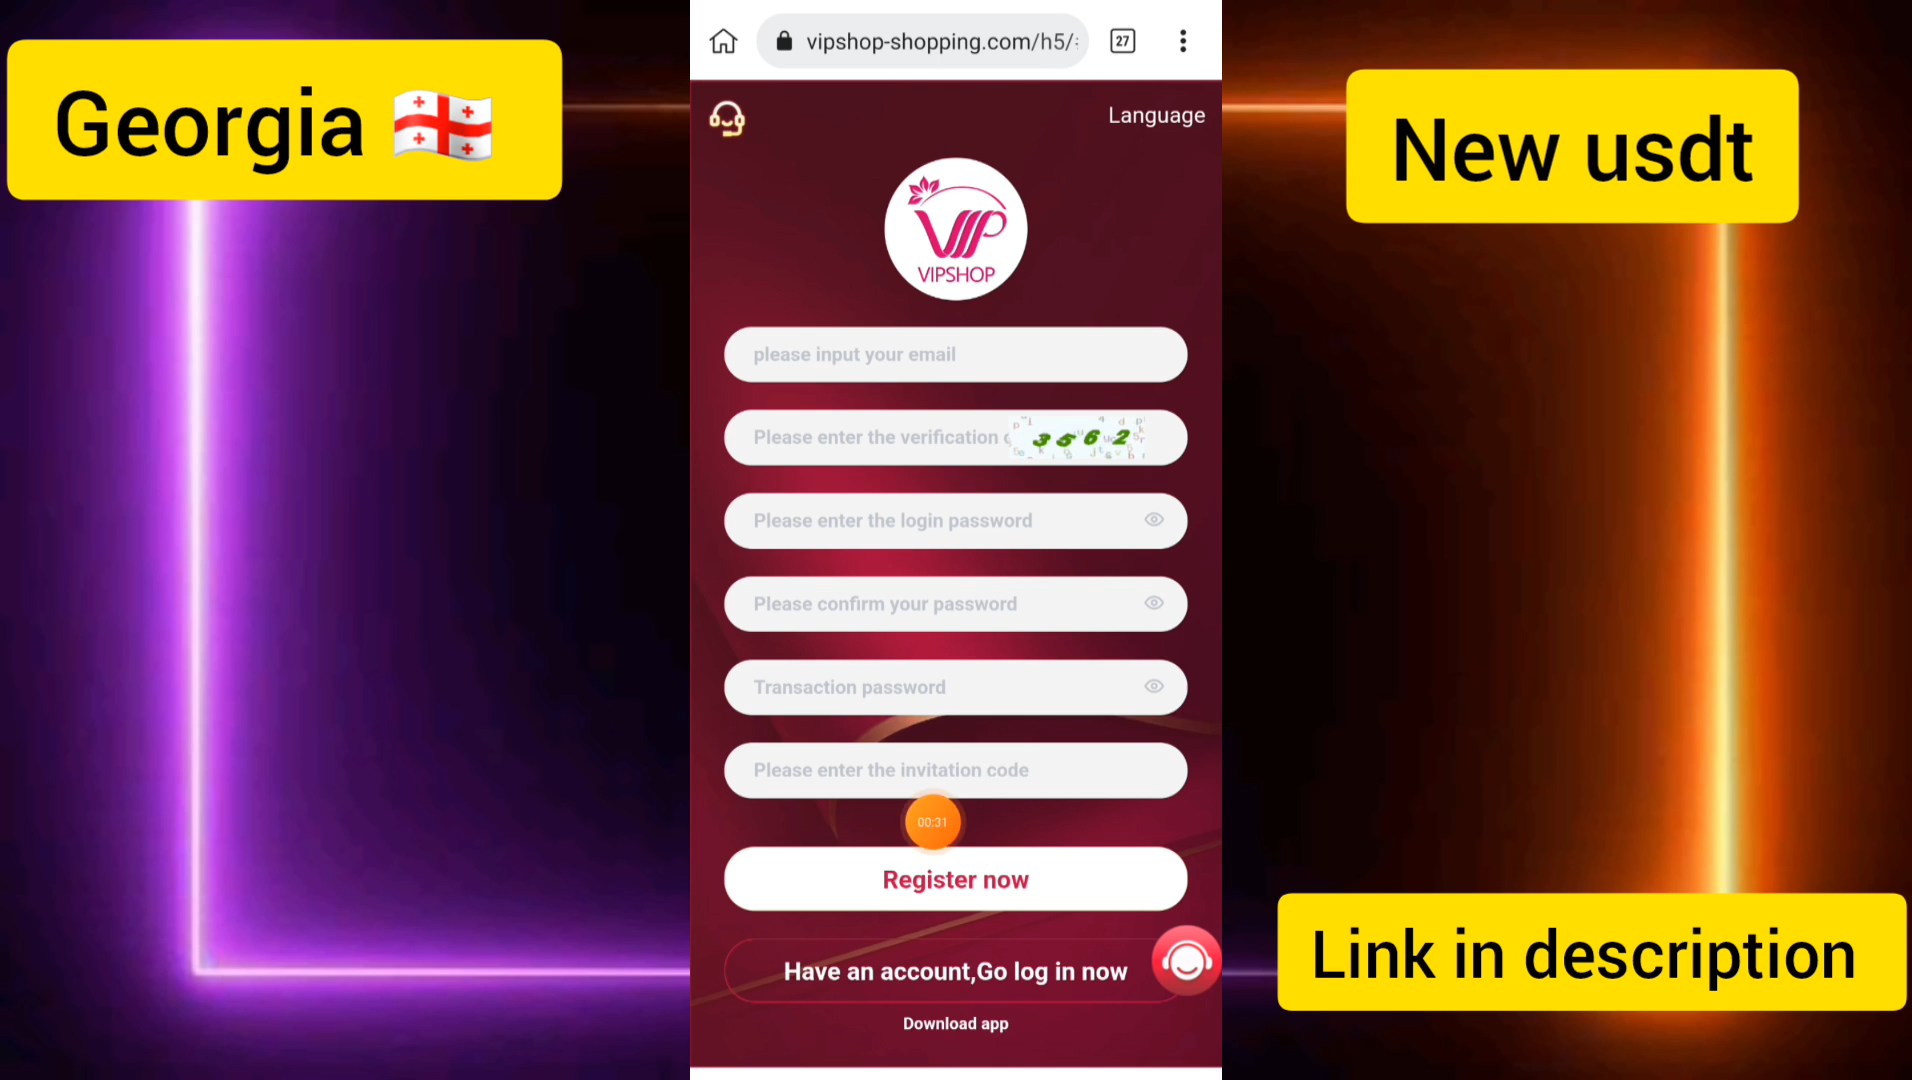 Georgia 🇬🇪
27
vipshop-shopping.com/h5/
Language
New usdt
VIP
VIPSHOP
please input your email
Please enter the verification
3562
Please enter the login password
Please confirm your password
Transaction password
Please enter the invitation code
00:31
Register now
Have an account,Go log in now
Link in description
Download app